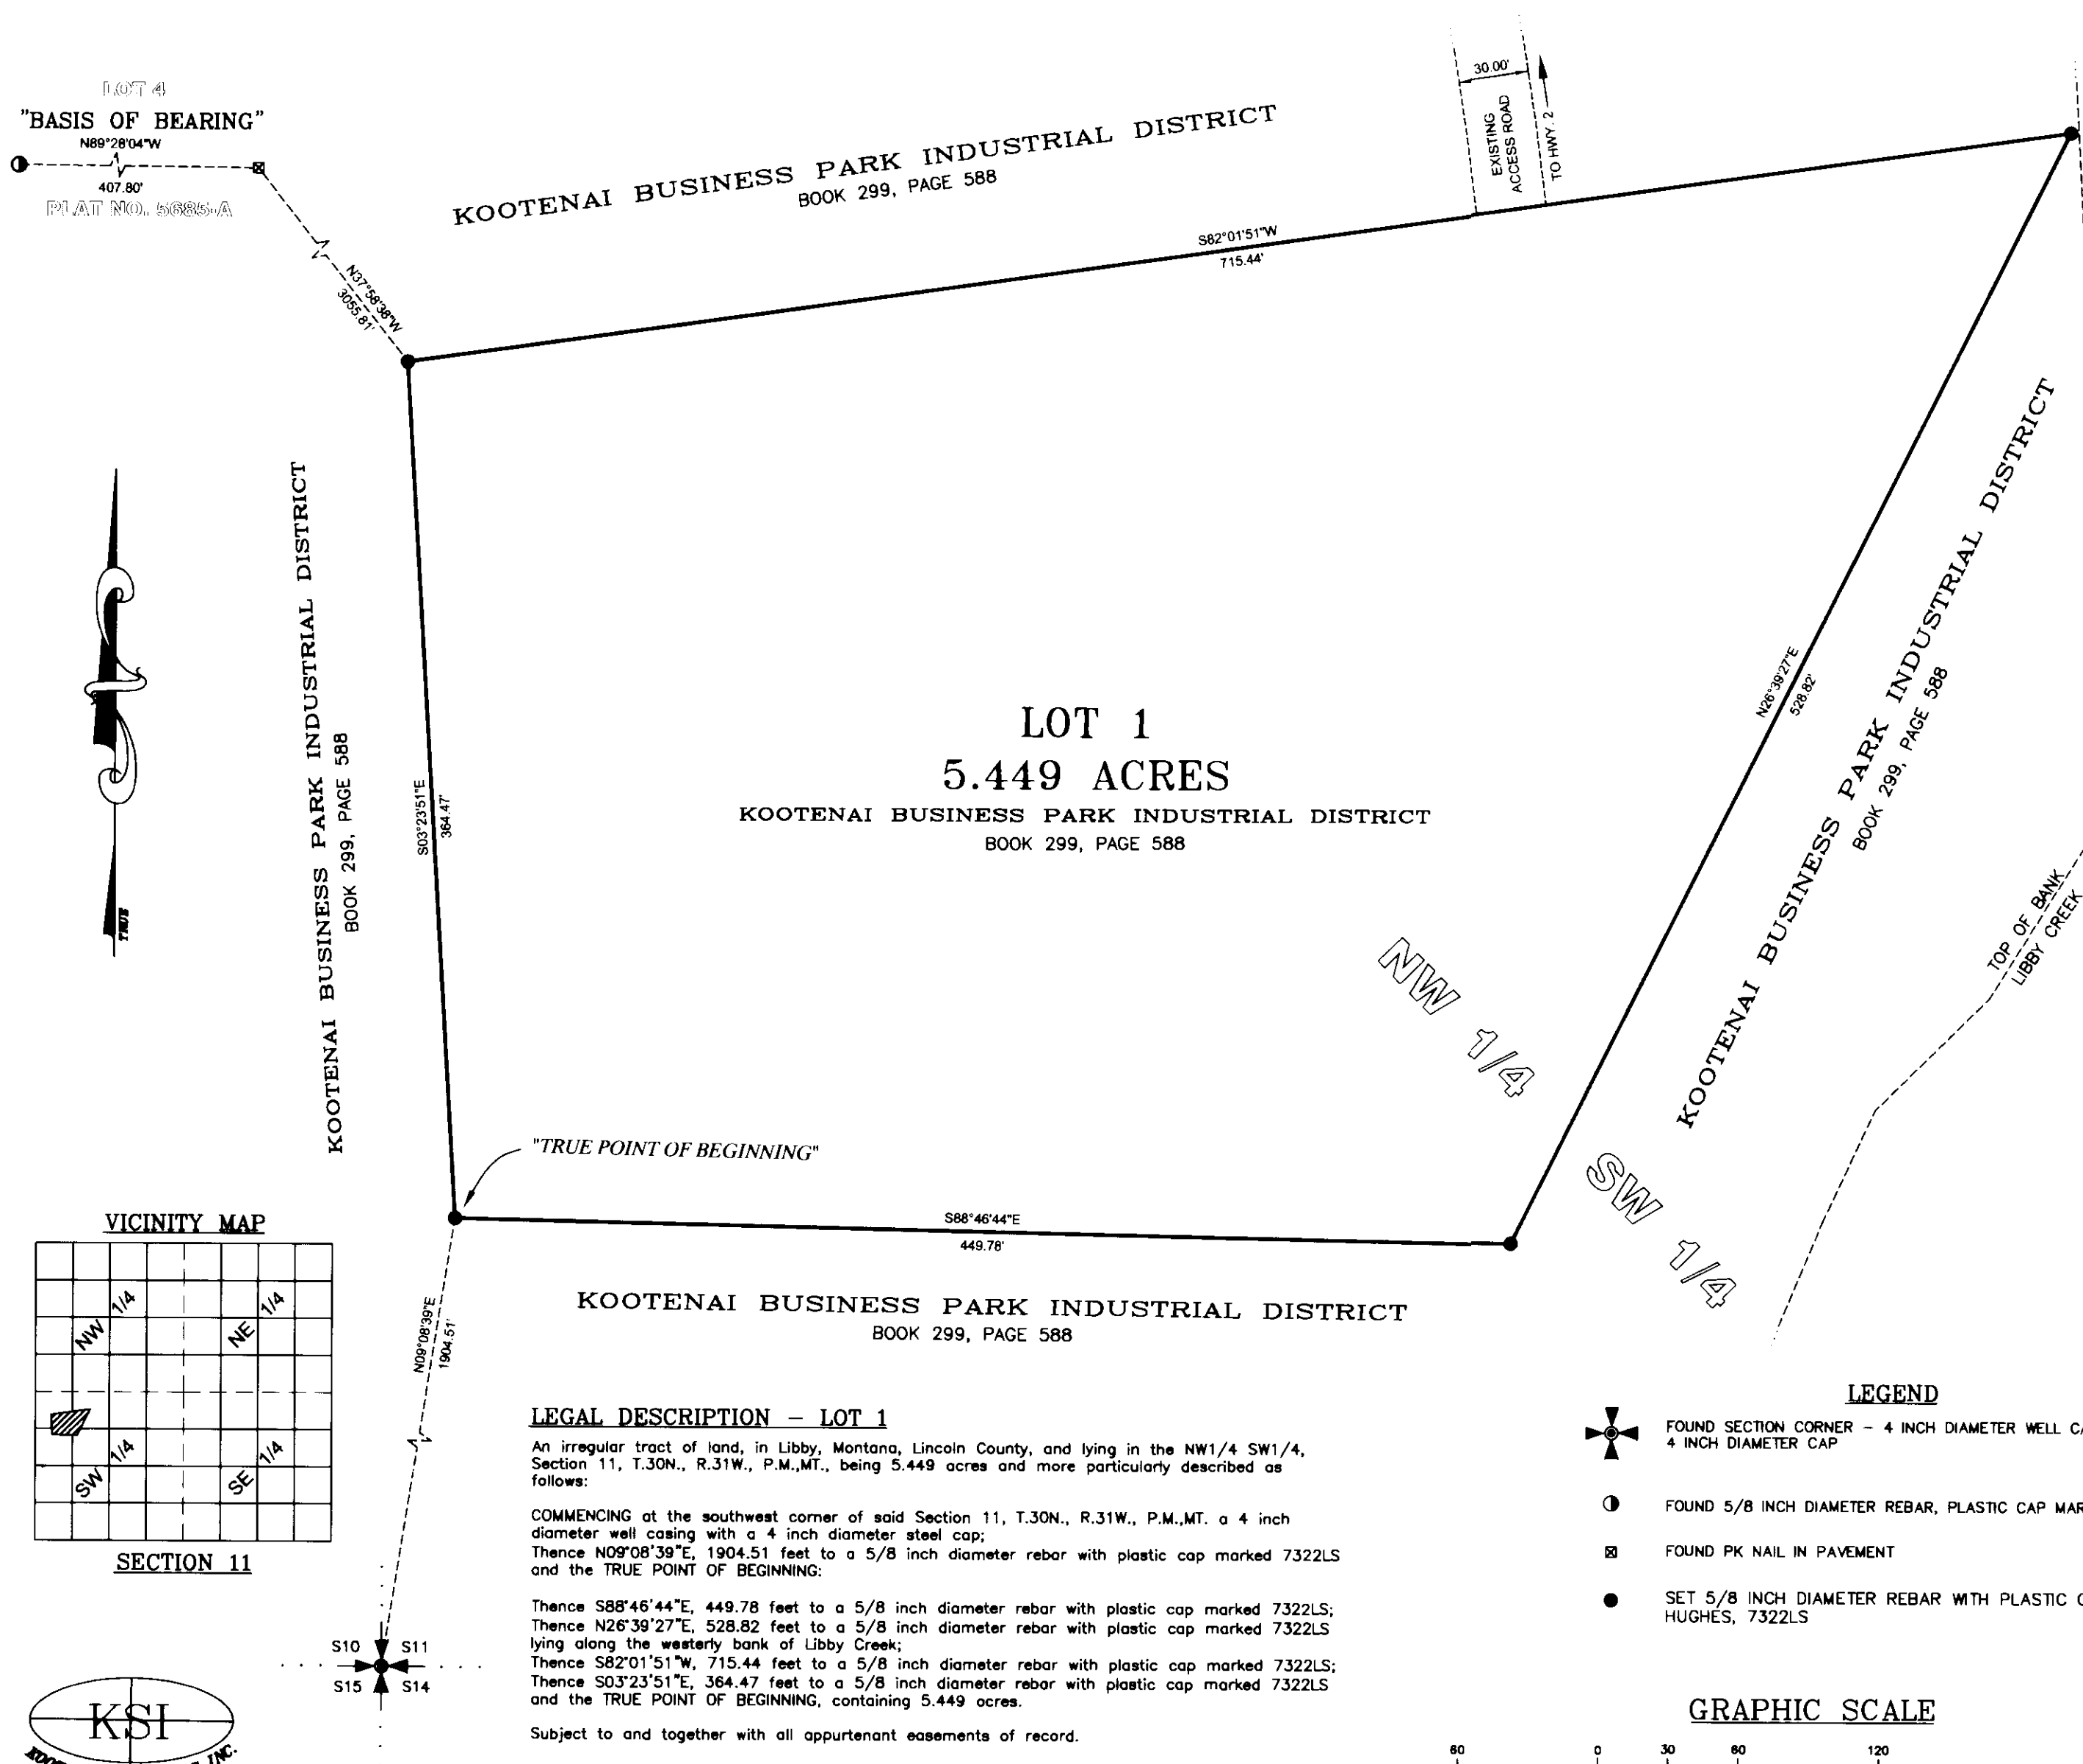 LOT 4
"BASIS OF BEARING"
N89°28'04"W
407.80'
PLAT NO. 5685-A
N37°58'38"W
3055.81'
KOOTENAI BUSINESS PARK INDUSTRIAL DISTRICT
BOOK 299, PAGE 588
30.00'
EXISTING
ACCESS ROAD
TO HWY. 2
S82°01'51"W
715.44'
KOOTENAI BUSINESS PARK INDUSTRIAL DISTRICT
BOOK 299, PAGE 588
TRUE
S03°23'51"E
364.47'
LOT 1
5.449 ACRES
KOOTENAI BUSINESS PARK INDUSTRIAL DISTRICT
BOOK 299, PAGE 588
N26°39'27"E
528.82'
KOOTENAI BUSINESS PARK INDUSTRIAL DISTRICT
BOOK 299, PAGE 588
TOP OF BANK
LIBBY CREEK
NW 1/4
SW 1/4
"TRUE POINT OF BEGINNING"
S88°46'44"E
449.78'
KOOTENAI BUSINESS PARK INDUSTRIAL DISTRICT
BOOK 299, PAGE 588
N09°08'39"E
1904.51'
VICINITY MAP
NW 1/4
NE 1/4
SW 1/4
SE 1/4
SECTION 11
S10 S11
S15 S14
KSI
LEGAL DESCRIPTION - LOT 1
An irregular tract of land, in Libby, Montana, Lincoln County, and lying in the NW1/4 SW1/4,
Section 11, T.30N., R.31W., P.M.,MT., being 5.449 acres and more particularly described as
follows:
COMMENCING at the southwest corner of said Section 11, T.30N., R.31W., P.M.,MT. a 4 inch
diameter well casing with a 4 inch diameter steel cap;
Thence N09°08'39"E, 1904.51 feet to a 5/8 inch diameter rebar with plastic cap marked 7322LS
and the TRUE POINT OF BEGINNING:
Thence S88°46'44"E, 449.78 feet to a 5/8 inch diameter rebar with plastic cap marked 7322LS;
Thence N26°39'27"E, 528.82 feet to a 5/8 inch diameter rebar with plastic cap marked 7322LS
lying along the westerly bank of Libby Creek;
Thence S82°01'51"W, 715.44 feet to a 5/8 inch diameter rebar with plastic cap marked 7322LS;
Thence S03°23'51"E, 364.47 feet to a 5/8 inch diameter rebar with plastic cap marked 7322LS
and the TRUE POINT OF BEGINNING, containing 5.449 acres.
Subject to and together with all appurtenant easements of record.
LEGEND
FOUND SECTION CORNER - 4 INCH DIAMETER WELL
4 INCH DIAMETER CAP
FOUND 5/8 INCH DIAMETER REBAR, PLASTIC CAP
FOUND PK NAIL IN PAVEMENT
SET 5/8 INCH DIAMETER REBAR WITH PLASTIC
HUGHES, 7322LS
GRAPHIC SCALE
60 0 30 60 120